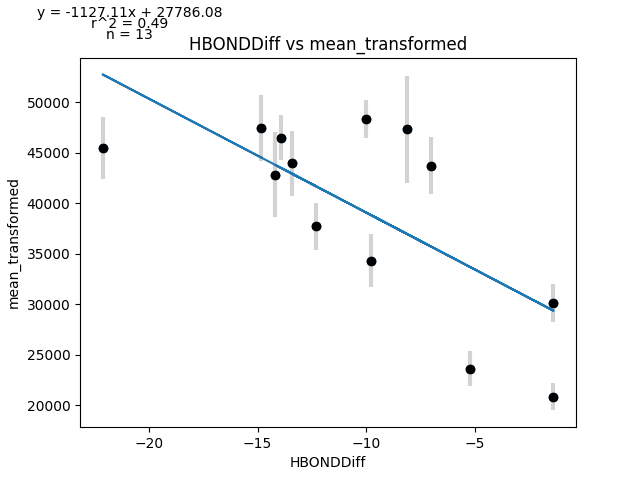 y = -1127.11x + 27786.08
r^2 = 0.49
n = 13
HBONDDiff vs mean_transformed
mean_transformed
50000
45000
40000
35000
30000
25000
20000
−20
−15
−10
−5
HBONDDiff